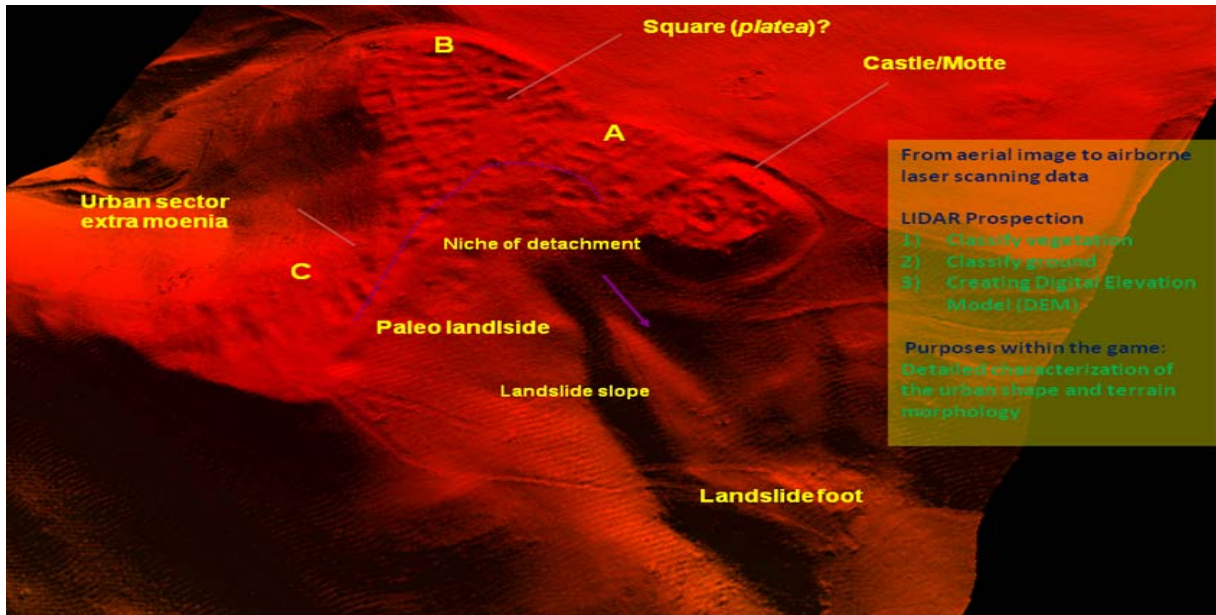 Square (platea)?
B
Castle/Motte
A
From aerial image to airborne
laser scanning data
Urban sector
extra moenia
LIDAR Prospection
Niche of detachment
1) Classify vegetation
2) Classify ground
C
3) Creating Digital Elevation
Model (DEM)
Paleo landlside
Purposes within the game:
Detailed characterization of
the urban shape and terrain
morphology
Landslide slope
Landslide foot